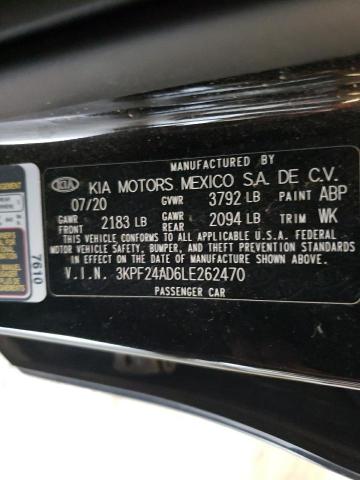 MANUFACTURED BY
KIA KIA MOTORS MEXICO S.A. DE C.V.
07/20 GVWR 3792 LB PAINT ABP
GAWR FRONT 2183 LB GAWR REAR 2094 LB TRIM WK
THIS VEHICLE CONFORMS TO ALL APPLICABLE U.S.A. FEDERAL
MOTOR VEHICLE SAFETY, BUMPER, AND THEFT PREVENTION STANDARDS
IN EFFECT ON THE DATE OF MANUFACTURE SHOWN ABOVE.
V.I.N. 3KPF24AD6LE262470
PASSENGER CAR
7610